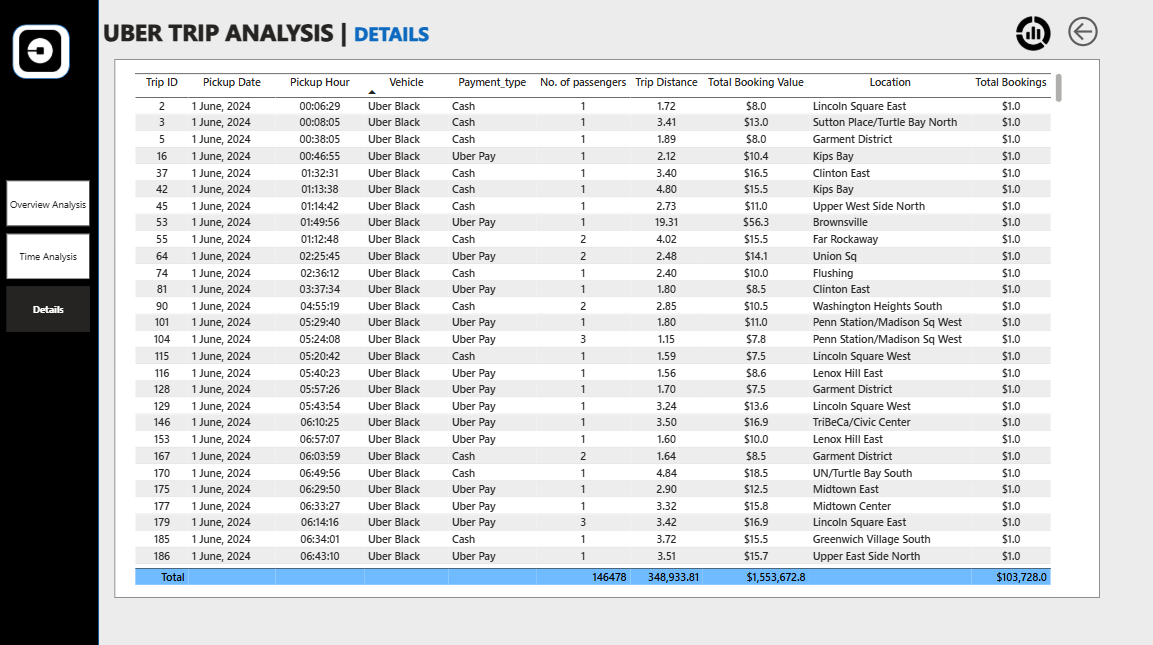 UBER TRIP ANALYSIS | DETAILS
Overview Analysis
Time Analysis
Details
Trip ID Pickup Date Pickup Hour Vehicle Payment_type No. of passengers Trip Distance Total Booking Value Location Total Bookings
2 1 June, 2024 00:06:29 Uber Black Cash 1 1.72 $8.0 Lincoln Square East $1.0
3 1 June, 2024 00:08:05 Uber Black Cash 1 3.41 $13.0 Sutton Place/Turtle Bay North $1.0
5 1 June, 2024 00:38:05 Uber Black Cash 1 1.89 $8.0 Garment District $1.0
16 1 June, 2024 00:46:55 Uber Black Uber Pay 1 2.12 $10.4 Kips Bay $1.0
37 1 June, 2024 01:32:31 Uber Black Cash 1 3.40 $16.5 Clinton East $1.0
42 1 June, 2024 01:13:38 Uber Black Cash 1 4.80 $15.5 Kips Bay $1.0
45 1 June, 2024 01:14:42 Uber Black Cash 1 2.73 $11.0 Upper West Side North $1.0
53 1 June, 2024 01:49:56 Uber Black Uber Pay 1 19.31 $56.3 Brownsville $1.0
55 1 June, 2024 01:12:48 Uber Black Cash 2 4.02 $15.5 Far Rockaway $1.0
64 1 June, 2024 02:25:45 Uber Black Uber Pay 2 2.48 $14.1 Union Sq $1.0
74 1 June, 2024 02:36:12 Uber Black Cash 1 2.40 $10.0 Flushing $1.0
81 1 June, 2024 03:37:34 Uber Black Uber Pay 1 1.80 $8.5 Clinton East $1.0
90 1 June, 2024 04:55:19 Uber Black Cash 2 2.85 $10.5 Washington Heights South $1.0
101 1 June, 2024 05:29:40 Uber Black Uber Pay 1 1.80 $11.0 Penn Station/Madison Sq West $1.0
104 1 June, 2024 05:24:08 Uber Black Uber Pay 3 1.15 $7.8 Penn Station/Madison Sq West $1.0
115 1 June, 2024 05:20:42 Uber Black Cash 1 1.59 $7.5 Lincoln Square West $1.0
116 1 June, 2024 05:40:23 Uber Black Uber Pay 1 1.56 $8.6 Lenox Hill East $1.0
128 1 June, 2024 05:57:26 Uber Black Uber Pay 1 1.70 $7.5 Garment District $1.0
129 1 June, 2024 05:43:54 Uber Black Uber Pay 1 3.24 $13.6 Lincoln Square West $1.0
146 1 June, 2024 06:10:25 Uber Black Uber Pay 1 3.50 $16.9 TriBeCa/Civic Center $1.0
153 1 June, 2024 06:57:07 Uber Black Uber Pay 1 1.60 $10.0 Lenox Hill East $1.0
167 1 June, 2024 06:03:59 Uber Black Cash 2 1.64 $8.5 Garment District $1.0
170 1 June, 2024 06:49:56 Uber Black Cash 1 4.84 $18.5 UN/Turtle Bay South $1.0
175 1 June, 2024 06:29:50 Uber Black Uber Pay 1 2.90 $12.5 Midtown East $1.0
177 1 June, 2024 06:33:27 Uber Black Uber Pay 1 3.32 $15.8 Midtown Center $1.0
179 1 June, 2024 06:14:16 Uber Black Uber Pay 3 3.42 $16.9 Lincoln Square East $1.0
185 1 June, 2024 06:34:01 Uber Black Cash 1 3.72 $15.5 Greenwich Village South $1.0
186 1 June, 2024 06:43:10 Uber Black Uber Pay 1 3.51 $15.7 Upper East Side North $1.0
Total 146478 348,933.81 $1,553,672.8 $103,728.0